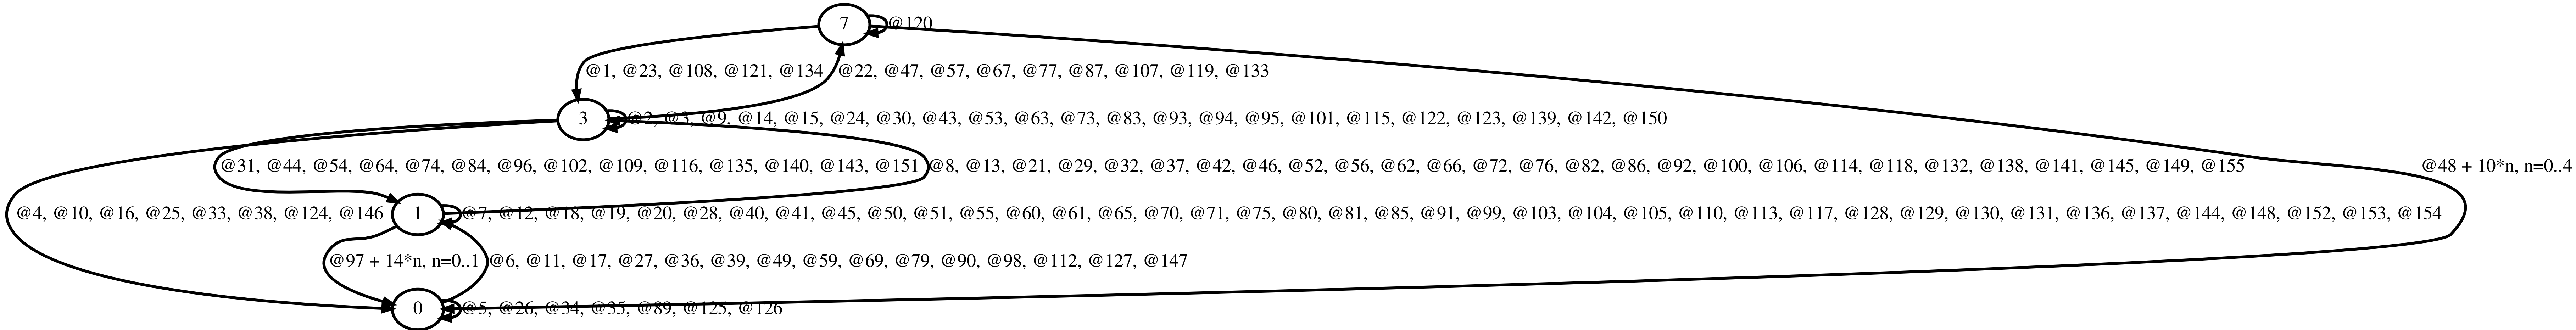 7
@120
@1, @23, @108, @121, @134
@22, @47, @57, @67, @77, @87, @107, @119, @133
3
@2, @3, @9, @14, @15, @24, @30, @43, @53, @63, @73, @83, @93, @94, @95, @101, @115, @122, @123, @139, @142, @150
@31, @44, @54, @64, @74, @84, @96, @102, @109, @116, @135, @140, @143, @151
@8, @13, @21, @29, @32, @37, @42, @46, @52, @56, @62, @66, @72, @76, @82, @86, @92, @100, @106, @114, @118, @132, @138, @141, @145, @149, @155
@48 + 10*n, n=0..4
@4, @10, @16, @25, @33, @38, @124, @146
1
@7, @12, @18, @19, @20, @28, @40, @41, @45, @50, @51, @55, @60, @61, @65, @70, @71, @75, @80, @81, @85, @91, @99, @103, @104, @105, @110, @113, @117, @128, @129, @130, @131, @136, @137, @144, @148, @152, @153, @154
@97 + 14*n, n=0..1
@6, @11, @17, @27, @36, @39, @49, @59, @69, @79, @90, @98, @112, @127, @147
0
@5, @26, @34, @35, @89, @125, @126